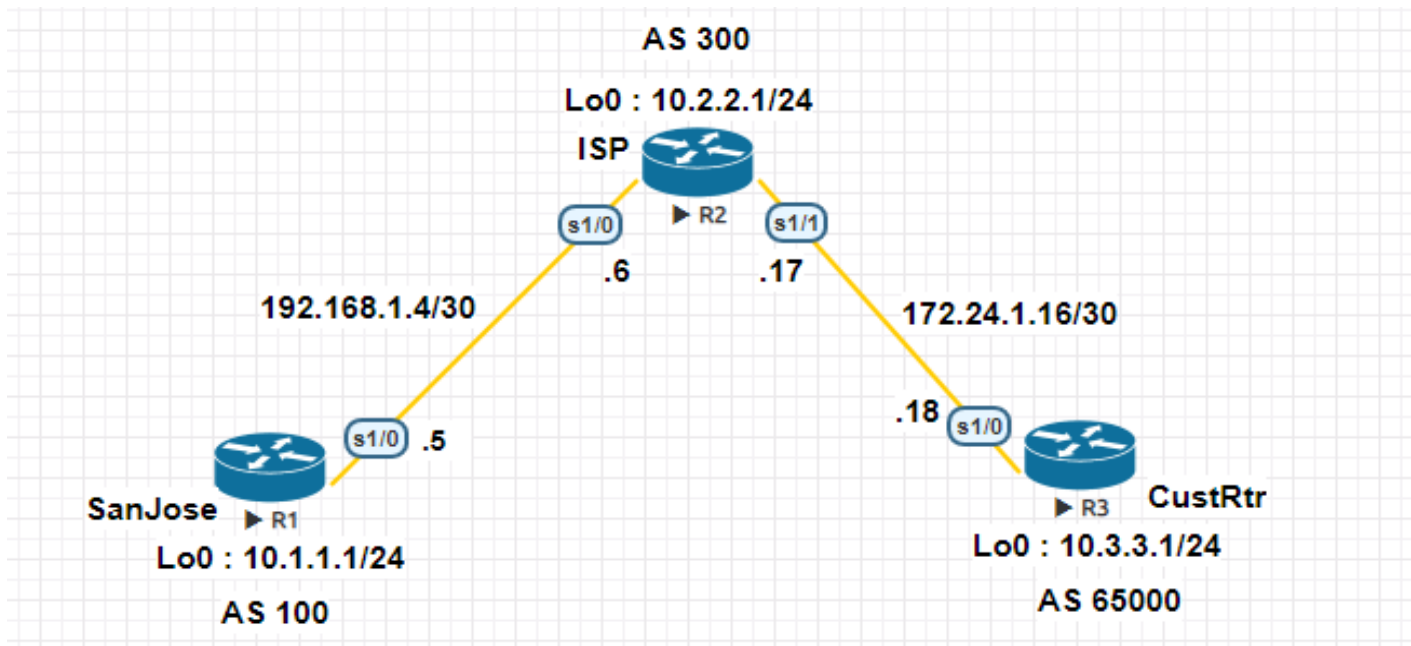 AS 300
Lo0 : 10.2.2.1/24
ISP
R2
s1/0
s1/1
.6
.17
192.168.1.4/30
172.24.1.16/30
.18
s1/0
s1/0
.5
SanJose
R1
CustRtr
R3
Lo0 : 10.1.1.1/24
Lo0 : 10.3.3.1/24
AS 100
AS 65000